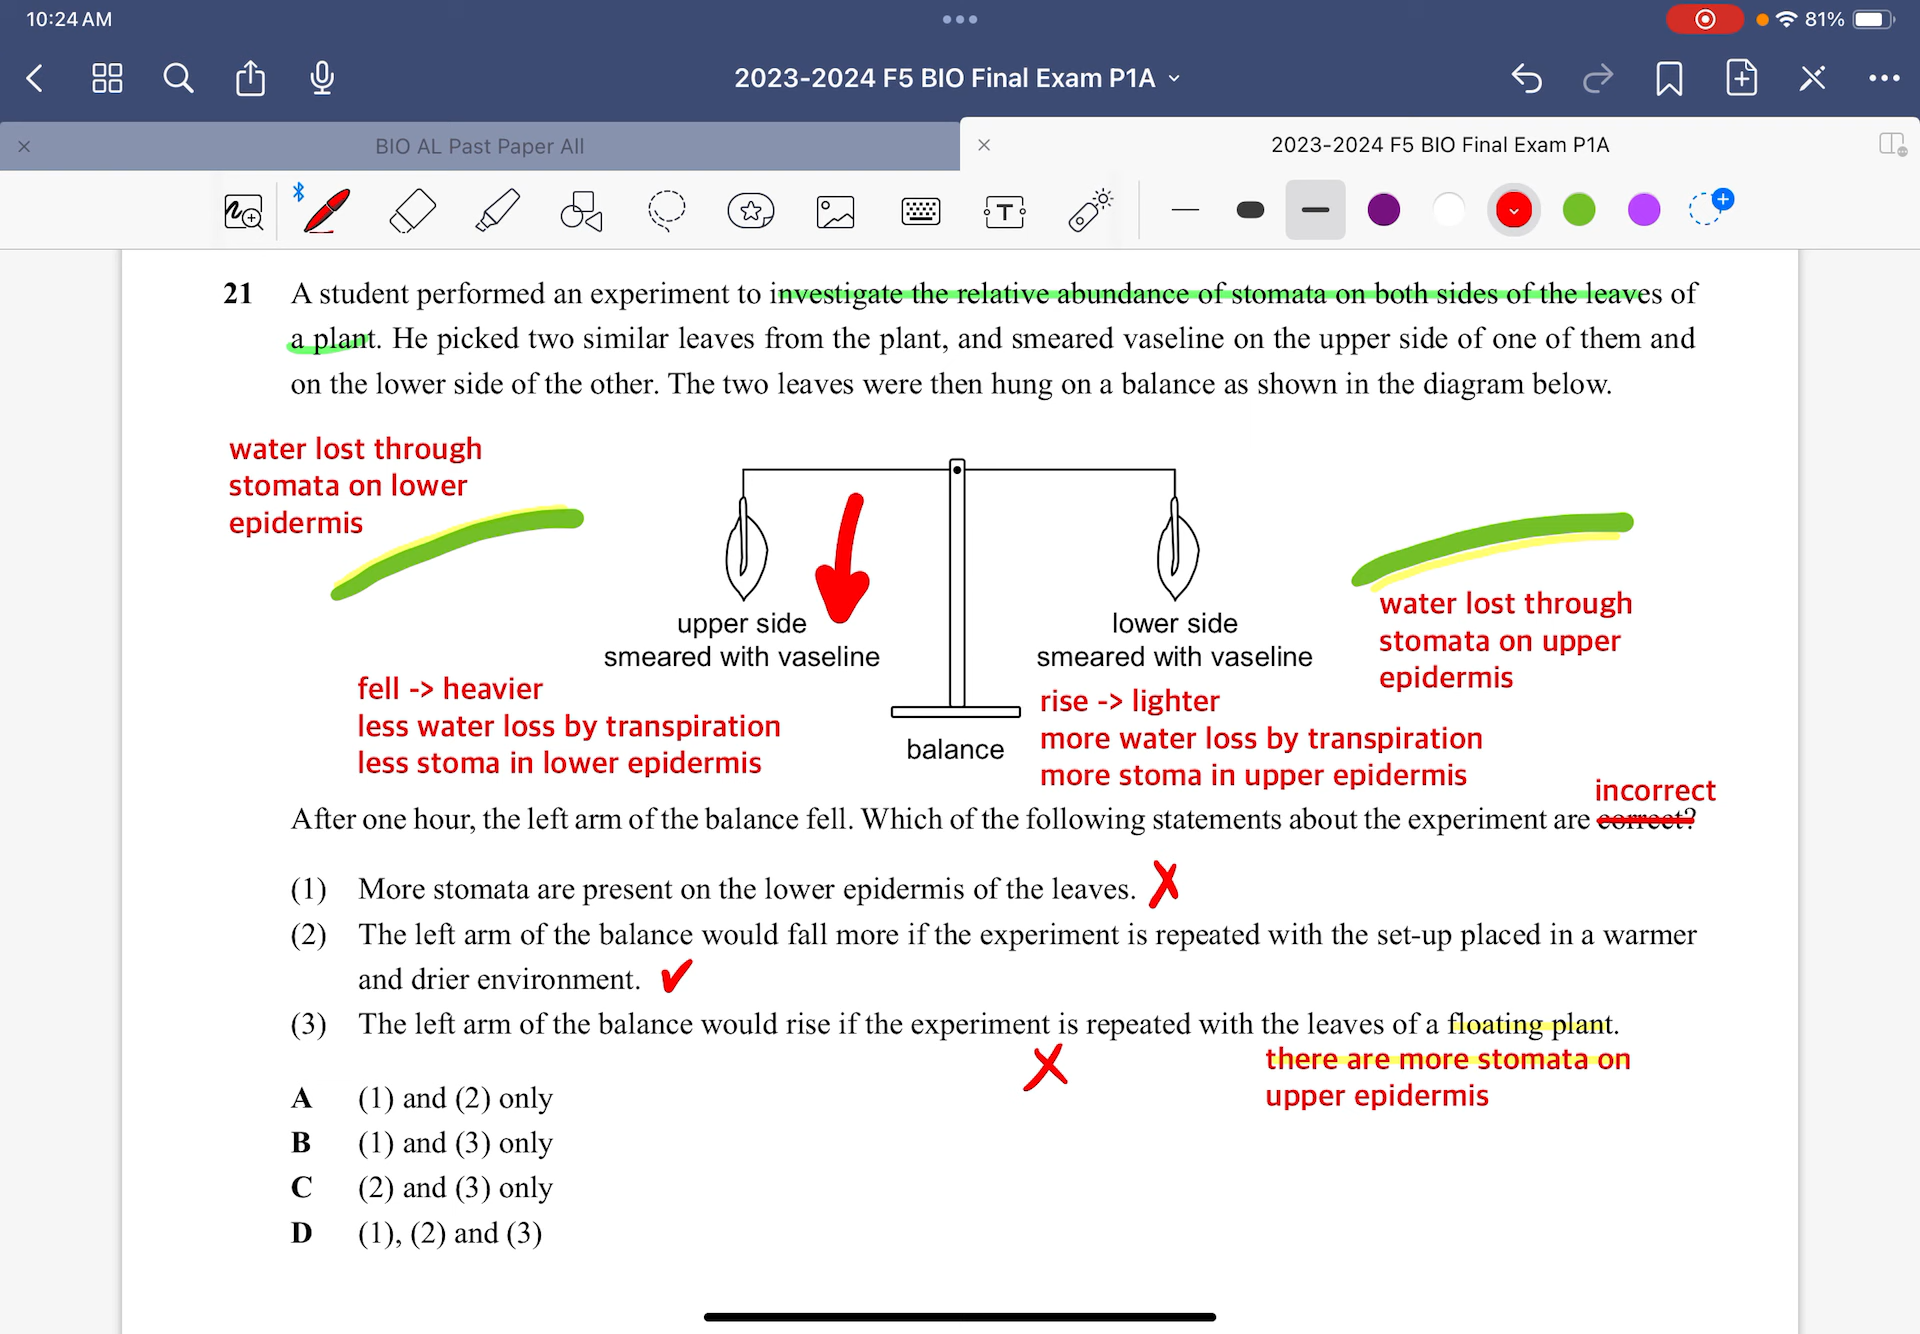 10:24 AM
81%
2023-2024 F5 BIO Final Exam P1A
BIO AL Past Paper All
2023-2024 F5 BIO Final Exam P1A
21 A student performed an experiment to investigate the relative abundance of stomata on both sides of the leaves of
a plant. He picked two similar leaves from the plant, and smeared vaseline on the upper side of one of them and
on the lower side of the other. The two leaves were then hung on a balance as shown in the diagram below.
water lost through
stomata on lower
epidermis
upper side
smeared with vaseline
lower side
smeared with vaseline
water lost through
stomata on upper
epidermis
fell -> heavier
less water loss by transpiration
less stoma in lower epidermis
balance
rise -> lighter
more water loss by transpiration
more stoma in upper epidermis
incorrect
After one hour, the left arm of the balance fell. Which of the following statements about the experiment are correct?
(1) More stomata are present on the lower epidermis of the leaves.
(2) The left arm of the balance would fall more if the experiment is repeated with the set-up placed in a warmer
and drier environment.
(3) The left arm of the balance would rise if the experiment is repeated with the leaves of a floating plant.
there are more stomata on
upper epidermis
A (1) and (2) only
B (1) and (3) only
C (2) and (3) only
D (1), (2) and (3)